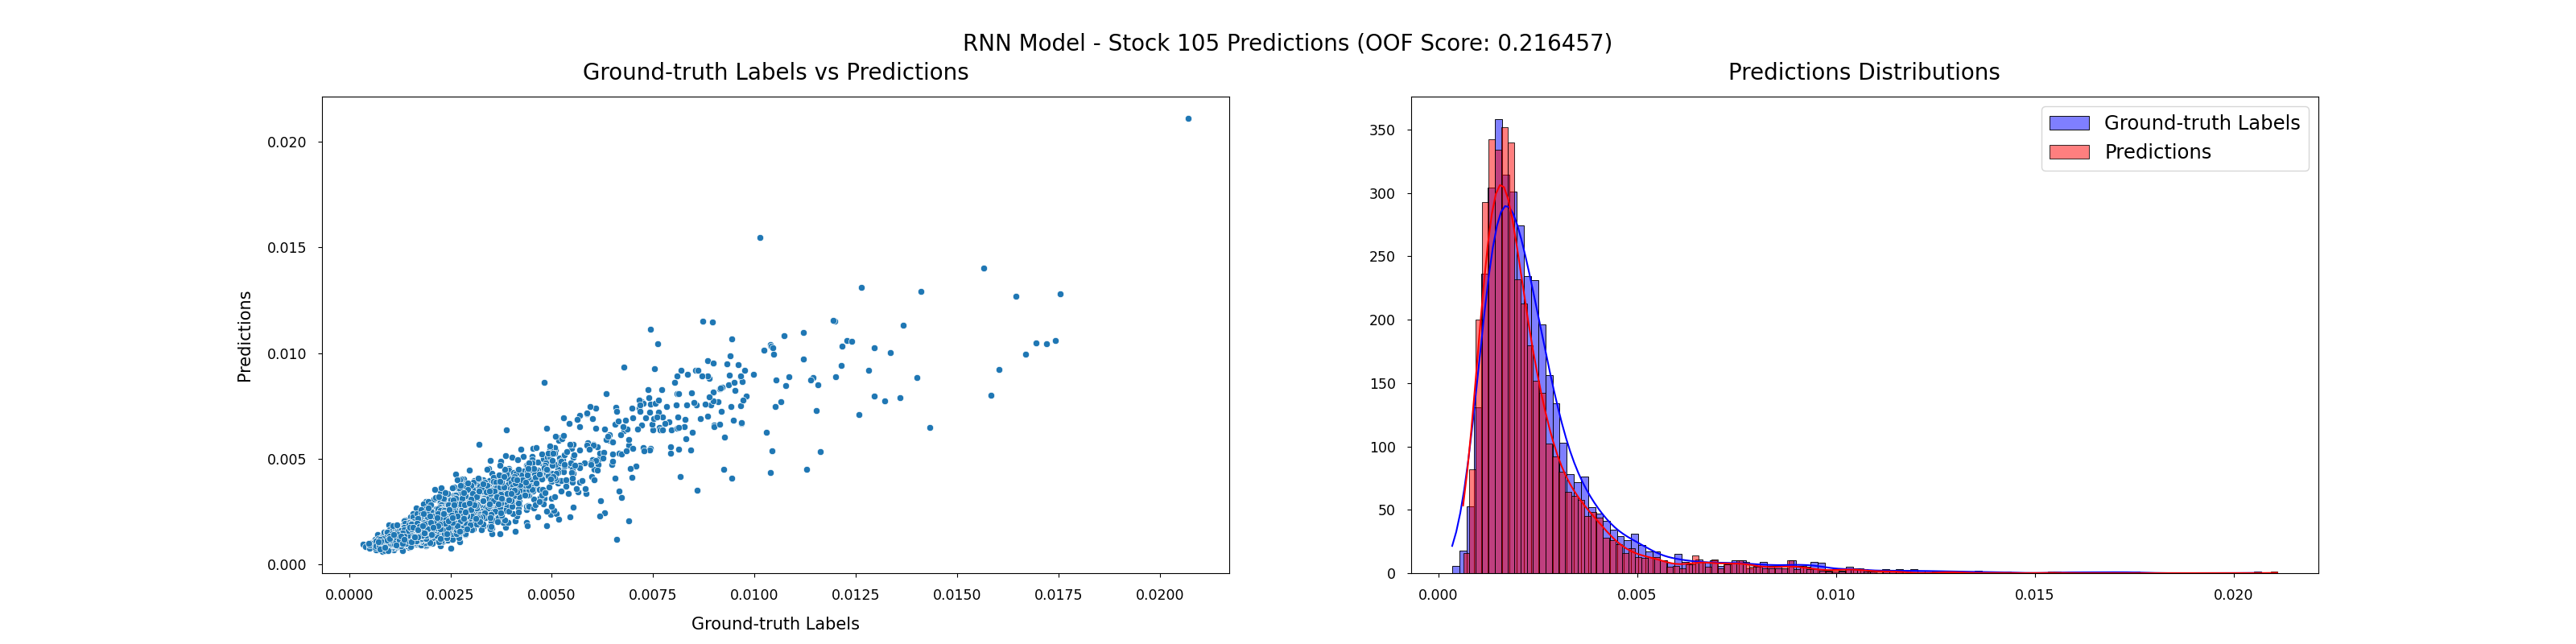 RNN Model - Stock 105 Predictions (OOF Score: 0.216457)
Ground-truth Labels vs Predictions
0.020
0.015
0.010
0.005
0.000
Predictions
0.0000 0.0025 0.0050 0.0075 0.0100 0.0125 0.0150 0.0175 0.0200
Ground-truth Labels
Predictions Distributions
Ground-truth Labels
Predictions
350
300
250
200
150
100
50
0
0.000 0.005 0.010 0.015 0.020